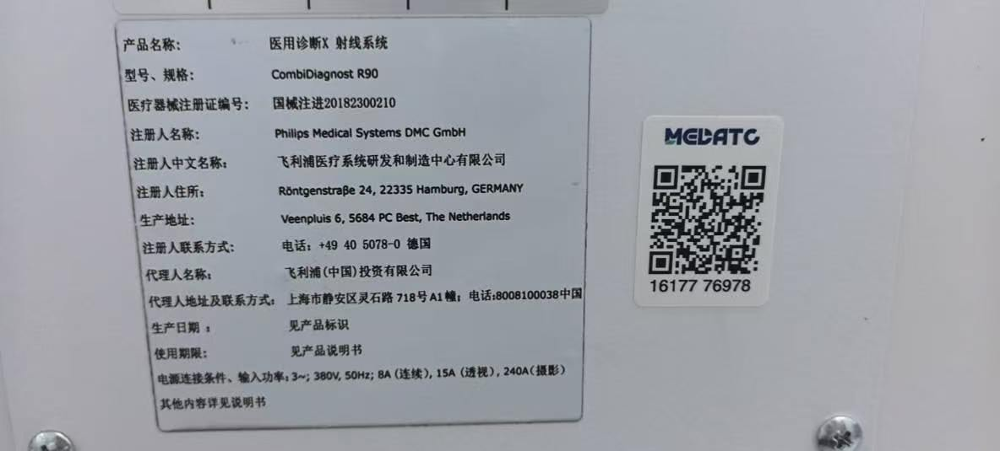 产品名称: 医用诊断X 射线系统
型号、规格: CombiDiagnost R90
医疗器械注册证编号: 国械注进20182300210
注册人名称: Philips Medical Systems DMC GmbH
注册人中文名称: 飞利浦医疗系统研发和制造中心有限公司
注册人住所: Röntgenstraβe 24, 22335 Hamburg, GERMANY
生产地址: Veenpluis 6, 5684 PC Best, The Netherlands
注册人联系方式: 电话: +49 40 5078-0 德国
代理人名称: 飞利浦(中国)投资有限公司
代理人地址及联系方式: 上海市静安区灵石路 718号 A1幢; 电话:8008100038中国
生产日期 : 见产品标识
使用期限: 见产品说明书
电源连接条件、输入功率: 3~; 380V, 50Hz; 8A (连续), 15A (透视), 240A(摄影)
其他内容详见说明书
MEDATC
16177 76978